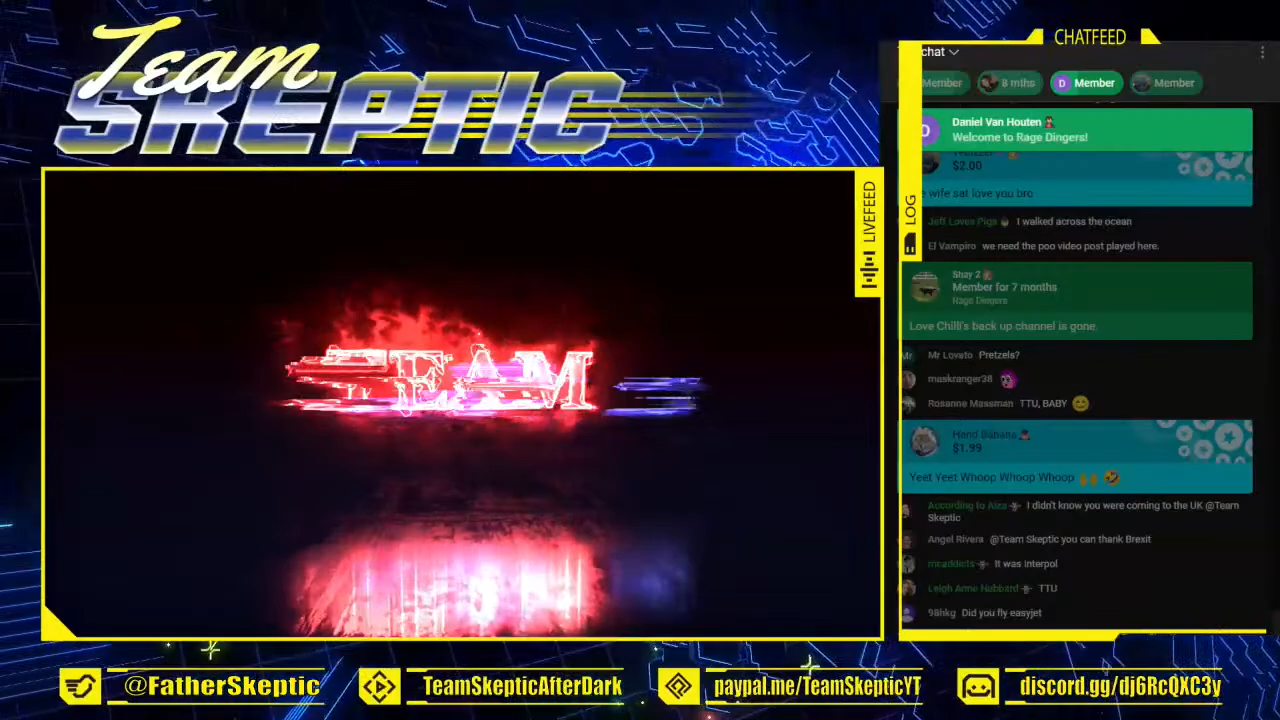 Team
SKEPTIC
CHATFEED
chat
Member
8 mths
D Member
Member
D
Daniel Van Houten
Welcome to Rage Dingers!
$2.00
wife sat love you bro
Jeff Loves Pigs I walked across the ocean
El Vampiro we need the poo video post played here.
Shay 2
Member for 7 months
Rage Dingers
Love Chilli's back up channel is gone.
Mr Lovato Pretzels?
maskranger38
Rosanne Massman TTU, BABY 😊
Hand Banana
$1.99
Yeet Yeet Whoop Whoop Whoop 🙌 🤣
According to Aiza I didn't know you were coming to the UK @Team
Skeptic
Angel Rivera @Team Skeptic you can thank Brexit
It was Interpol
Leigh Anne Hubbard TTU
98hkg Did you fly easyjet
LOG
LIVEFEED
TEAM
@FatherSkeptic
TeamSkepticAfterDark
paypal.me/TeamSkepticYT
discord.gg/dj6RcQXC3y